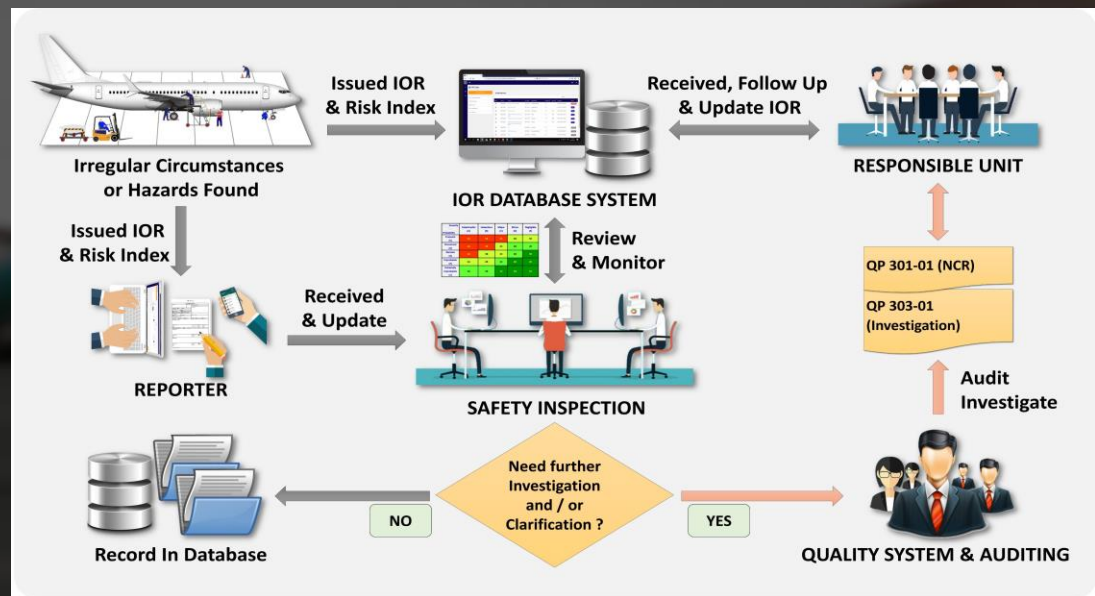 Issued IOR
& Risk Index
Received, Follow Up
& Update IOR
Irregular Circumstances
or Hazards Found
IOR DATABASE SYSTEM
RESPONSIBLE UNIT
Issued IOR
& Risk Index
Review
& Monitor
QP 301-01 (NCR)
QP 303-01
(Investigation)
Received
& Update
REPORTER
SAFETY INSPECTION
Audit
Investigate
Need further
Investigation
and / or
Clarification ?
NO
YES
Record In Database
QUALITY SYSTEM & AUDITING